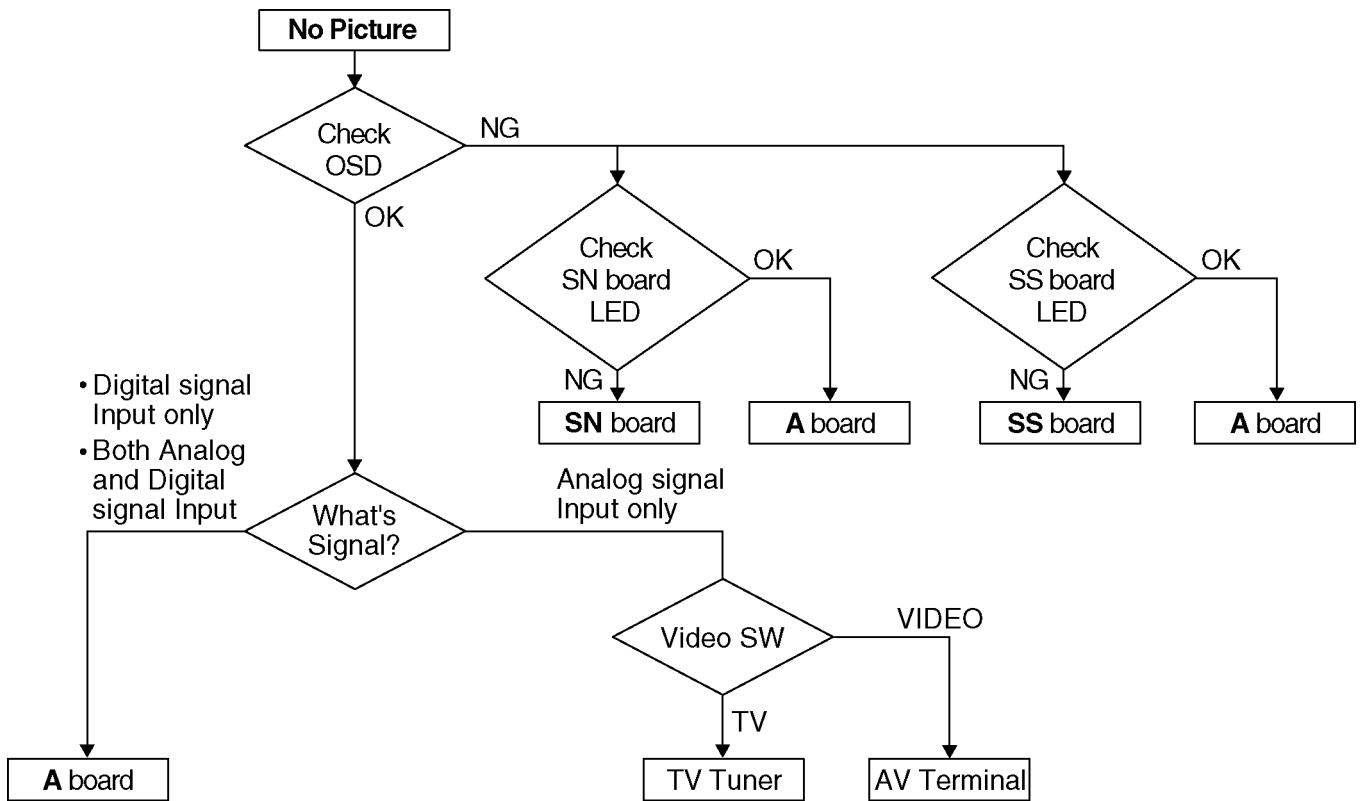 No Picture
Check
OSD
NG
OK
Check
SN board
LED
OK
NG
SN board
A board
Check
SS board
LED
OK
NG
SS board
A board
• Digital signal
Input only
• Both Analog
and Digital
signal Input
What's
Signal?
Analog signal
Input only
Video SW
VIDEO
TV
A board
TV Tuner
AV Terminal